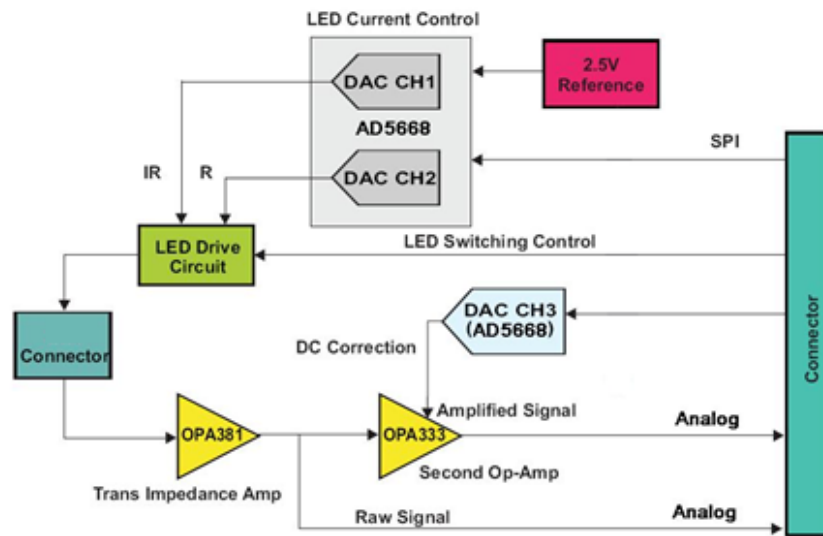 LED Current Control
DAC CH1
AD5668
DAC CH2
2.5V
Reference
SPI
IR
R
LED Drive
Circuit
LED Switching Control
Connector
DAC CH3
(AD5668)
DC Correction
Connector
OPA381
Trans Impedance Amp
OPA333
Amplified Signal
Second Op-Amp
Analog
Raw Signal
Analog